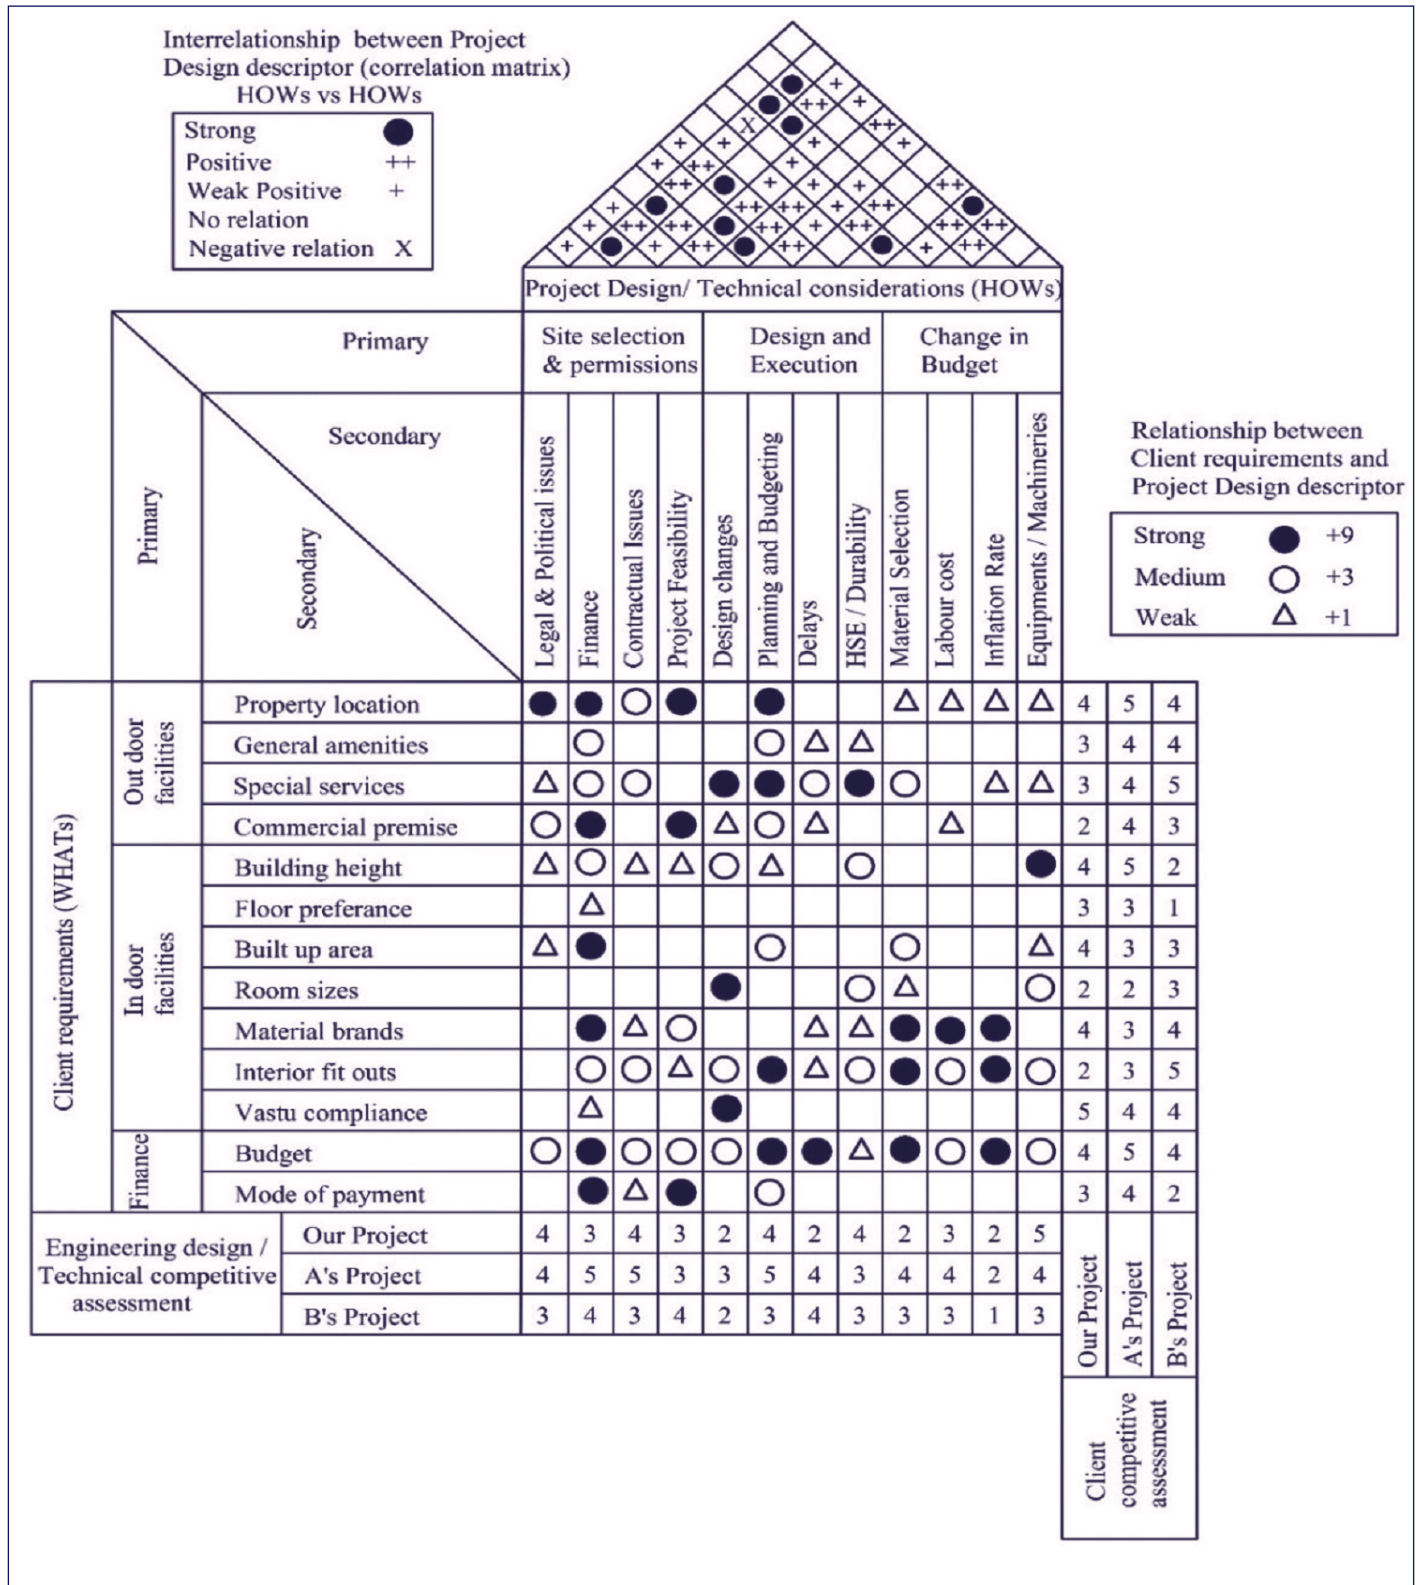 Interrelationship between Project
Design descriptor (correlation matrix)
HOWs vs HOWs
Strong
Positive ++
Weak Positive +
No relation
Negative relation X
Project Design/ Technical considerations (HOWs)
Primary
Site selection
& permissions
Design and
Execution
Change in
Budget
Secondary
Primary
Secondary
Legal & Political issues
Finance
Contractual Issues
Project Feasibility
Design changes
Planning and Budgeting
Delays
HSE / Durability
Material Selection
Labour cost
Inflation Rate
Equipments / Machineries
Relationship between
Client requirements and
Project Design descriptor
Strong +9
Medium +3
Weak +1
Client requirements (WHATs)
Out door
facilities
Property location 4 5 4
General amenities 3 4 4
Special services 3 4 5
Commercial premise 2 4 3
In door
facilities
Building height 4 5 2
Floor preferance 3 3 1
Built up area 4 3 3
Room sizes 2 2 3
Material brands 4 3 4
Interior fit outs 2 3 5
Vastu compliance 5 4 4
Finance
Budget 4 5 4
Mode of payment 3 4 2
Engineering design /
Technical competitive
assessment
Our Project 4 3 4 3 2 4 2 4 2 3 2 5
A's Project 4 5 5 3 3 5 4 3 4 4 2 4
B's Project 3 4 3 4 2 3 4 3 3 3 1 3
Our Project
A's Project
B's Project
Client
competitive
assessment